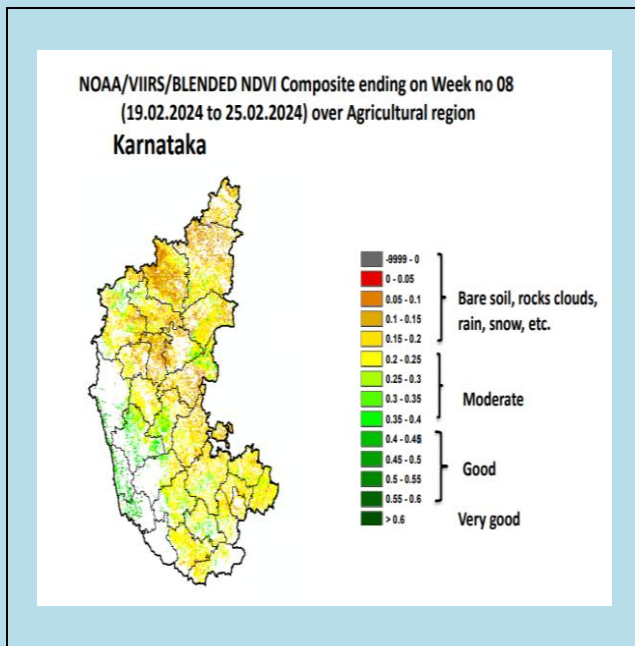 NOAA/VIIRS/BLENDED NDVI Composite ending on Week no 08
(19.02.2024 to 25.02.2024) over Agricultural region
Karnataka
-9999 - 0
0 - 0.05
0.05 - 0.1
0.1 - 0.15
0.15 - 0.2
Bare soil, rocks clouds,
rain, snow, etc.
0.2 - 0.25
0.25 - 0.3
0.3 - 0.35
0.35 - 0.4
Moderate
0.4 - 0.45
0.45 - 0.5
0.5 - 0.55
0.55 - 0.6
Good
> 0.6
Very good